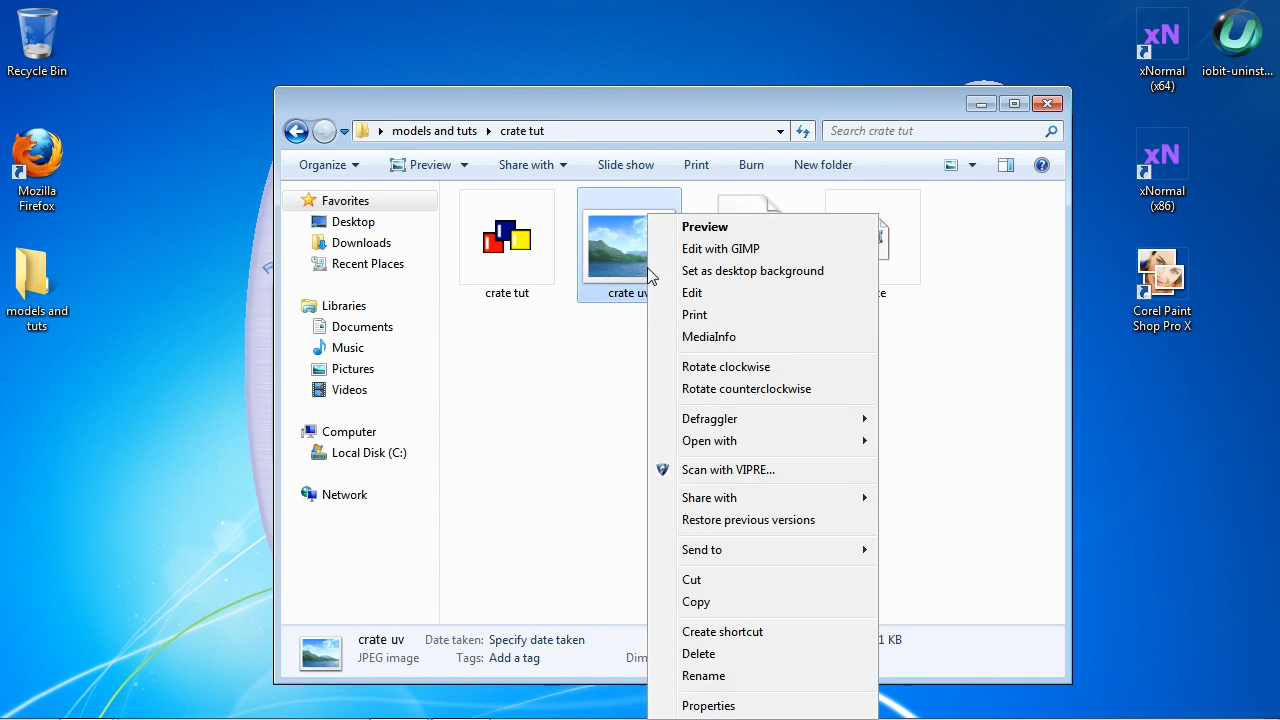 Recycle Bin
Mozilla
Firefox
models and
tuts
xN
xNormal
(x64)
iobit-uninst...
xN
xNormal
(x86)
Corel Paint
Shop Pro X
models and tuts
crate tut
Search crate tut
Organize
Preview
Share with
Slide show
Print
Burn
New folder
Favorites
Desktop
Downloads
Recent Places
Libraries
Documents
Music
Pictures
Videos
Computer
Local Disk (C:)
Network
crate tut
crate uv
Preview
Edit with GIMP
Set as desktop background
Edit
Print
MediaInfo
Rotate clockwise
Rotate counterclockwise
Defraggler
Open with
Scan with VIPRE...
Share with
Restore previous versions
Send to
Cut
Copy
Create shortcut
Delete
Rename
Properties
crate uv
Date taken: Specify date taken
JPEG image
Tags: Add a tag
KB